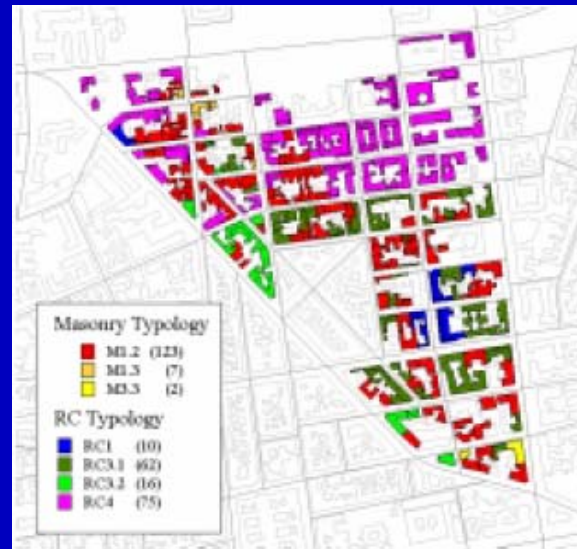 Masonry Typology
M1.2 (123)
M1.3 (7)
M3.3 (2)
RC Typology
RC1 (10)
RC3.1 (62)
RC3.2 (16)
RC4 (75)